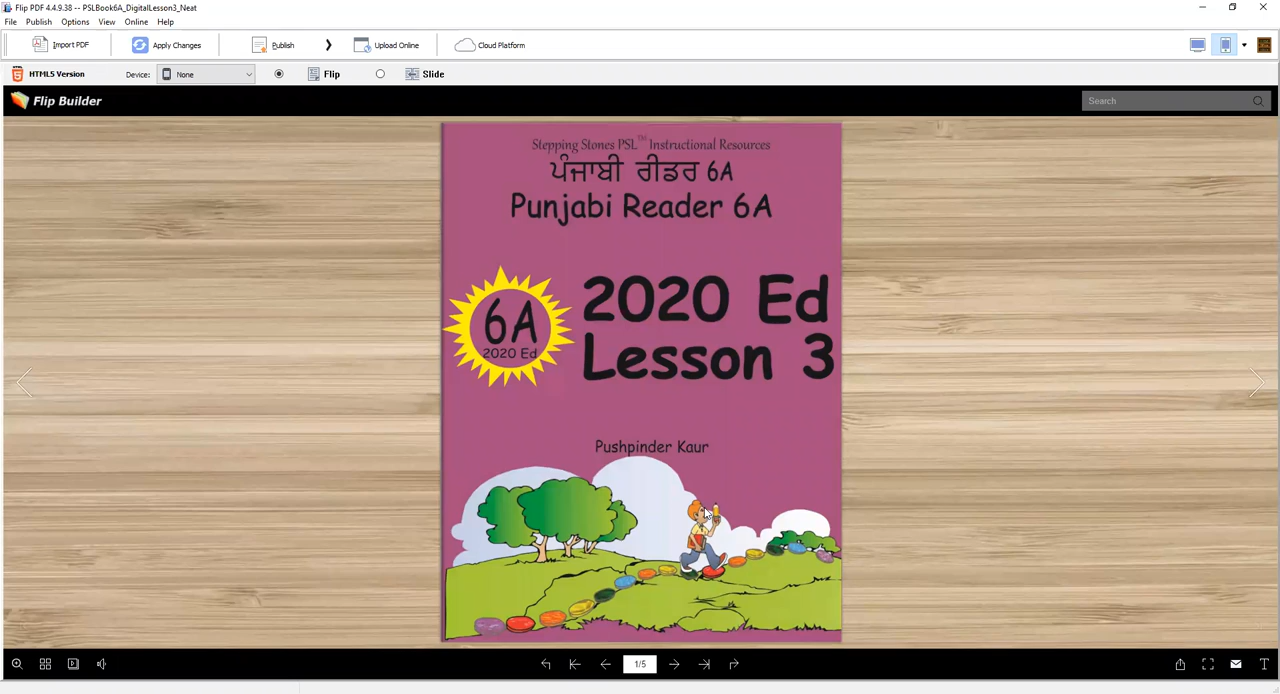 Flip PDF 4.4.9.38 -- PSLBook6A_DigitalLesson3_Neat
File Publish Options View Online Help
Import PDF Apply Changes Publish Upload Online Cloud Platform
HTML5 Version Device: None Flip Slide
Flip Builder Search
Stepping Stones PSL™ Instructional Resources
ਪੰਜਾਬੀ ਰੀਡਰ 6A
Punjabi Reader 6A
6A
2020 Ed
2020 Ed
Lesson 3
Pushpinder Kaur
1/5